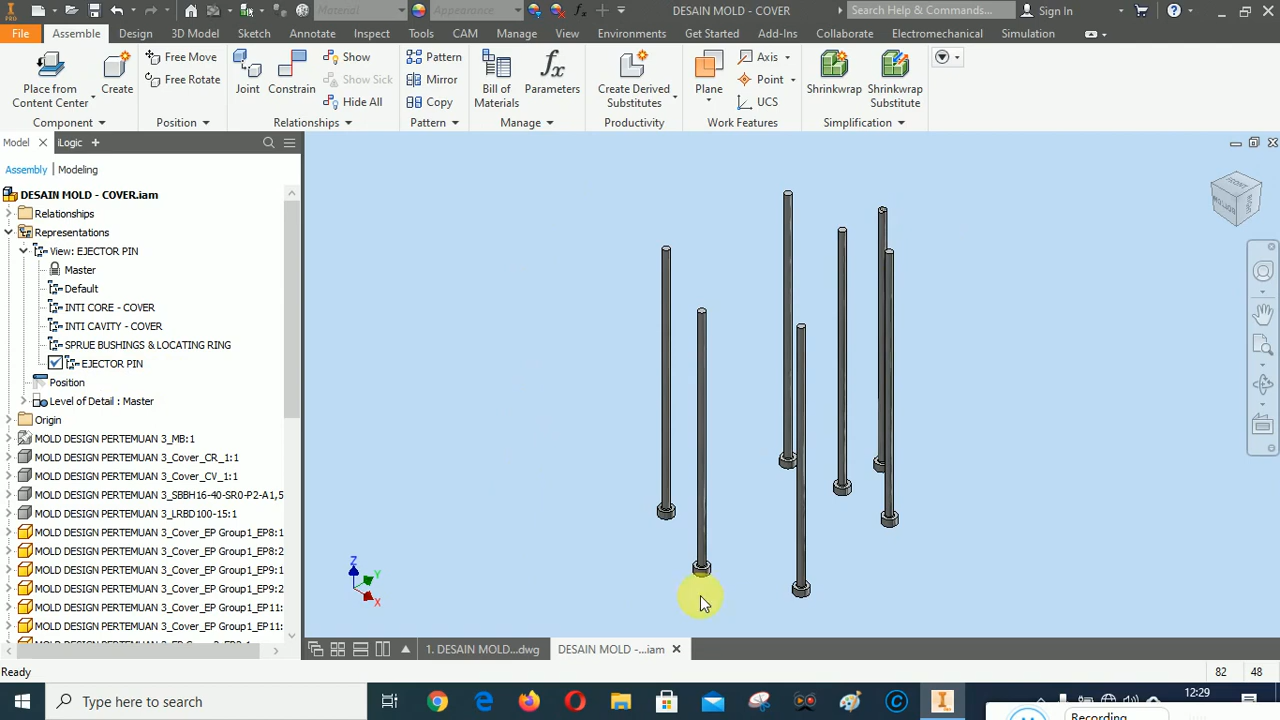 PRO
Material
Appearance
DESAIN MOLD - COVER
Search Help & Commands...
Sign In
File
Assemble
Design
3D Model
Sketch
Annotate
Inspect
Tools
CAM
Manage
View
Environments
Get Started
Add-Ins
Collaborate
Electromechanical
Simulation
Place from
Content Center
Create
Free Move
Free Rotate
Joint
Constrain
Show
Show Sick
Hide All
Pattern
Mirror
Copy
Bill of
Materials
fx
Parameters
Create Derived
Substitutes
Plane
Axis
Point
UCS
Shrinkwrap
Shrinkwrap
Substitute
Component
Position
Relationships
Pattern
Manage
Productivity
Work Features
Simplification
Model
iLogic
Assembly
Modeling
DESAIN MOLD - COVER.iam
Relationships
Representations
View: EJECTOR PIN
Master
Default
INTI CORE - COVER
INTI CAVITY - COVER
SPRUE BUSHINGS & LOCATING RING
EJECTOR PIN
Position
Level of Detail : Master
Origin
MOLD DESIGN PERTEMUAN 3_MB:1
MOLD DESIGN PERTEMUAN 3_Cover_CR_1:1
MOLD DESIGN PERTEMUAN 3_Cover_CV_1:1
MOLD DESIGN PERTEMUAN 3_SBBH16-40-SR0-P2-A1,5
MOLD DESIGN PERTEMUAN 3_LRBD100-15:1
MOLD DESIGN PERTEMUAN 3_Cover_EP Group1_EP8:1
MOLD DESIGN PERTEMUAN 3_Cover_EP Group1_EP8:2
MOLD DESIGN PERTEMUAN 3_Cover_EP Group1_EP9:1
MOLD DESIGN PERTEMUAN 3_Cover_EP Group1_EP9:2
MOLD DESIGN PERTEMUAN 3_Cover_EP Group1_EP11:
MOLD DESIGN PERTEMUAN 3_Cover_EP Group1_EP11:
FRONT
BOTTOM
Z
Y
X
1. DESAIN MOLD...dwg
DESAIN MOLD -...iam
Ready
82
48
Type here to search
12:29
Recording